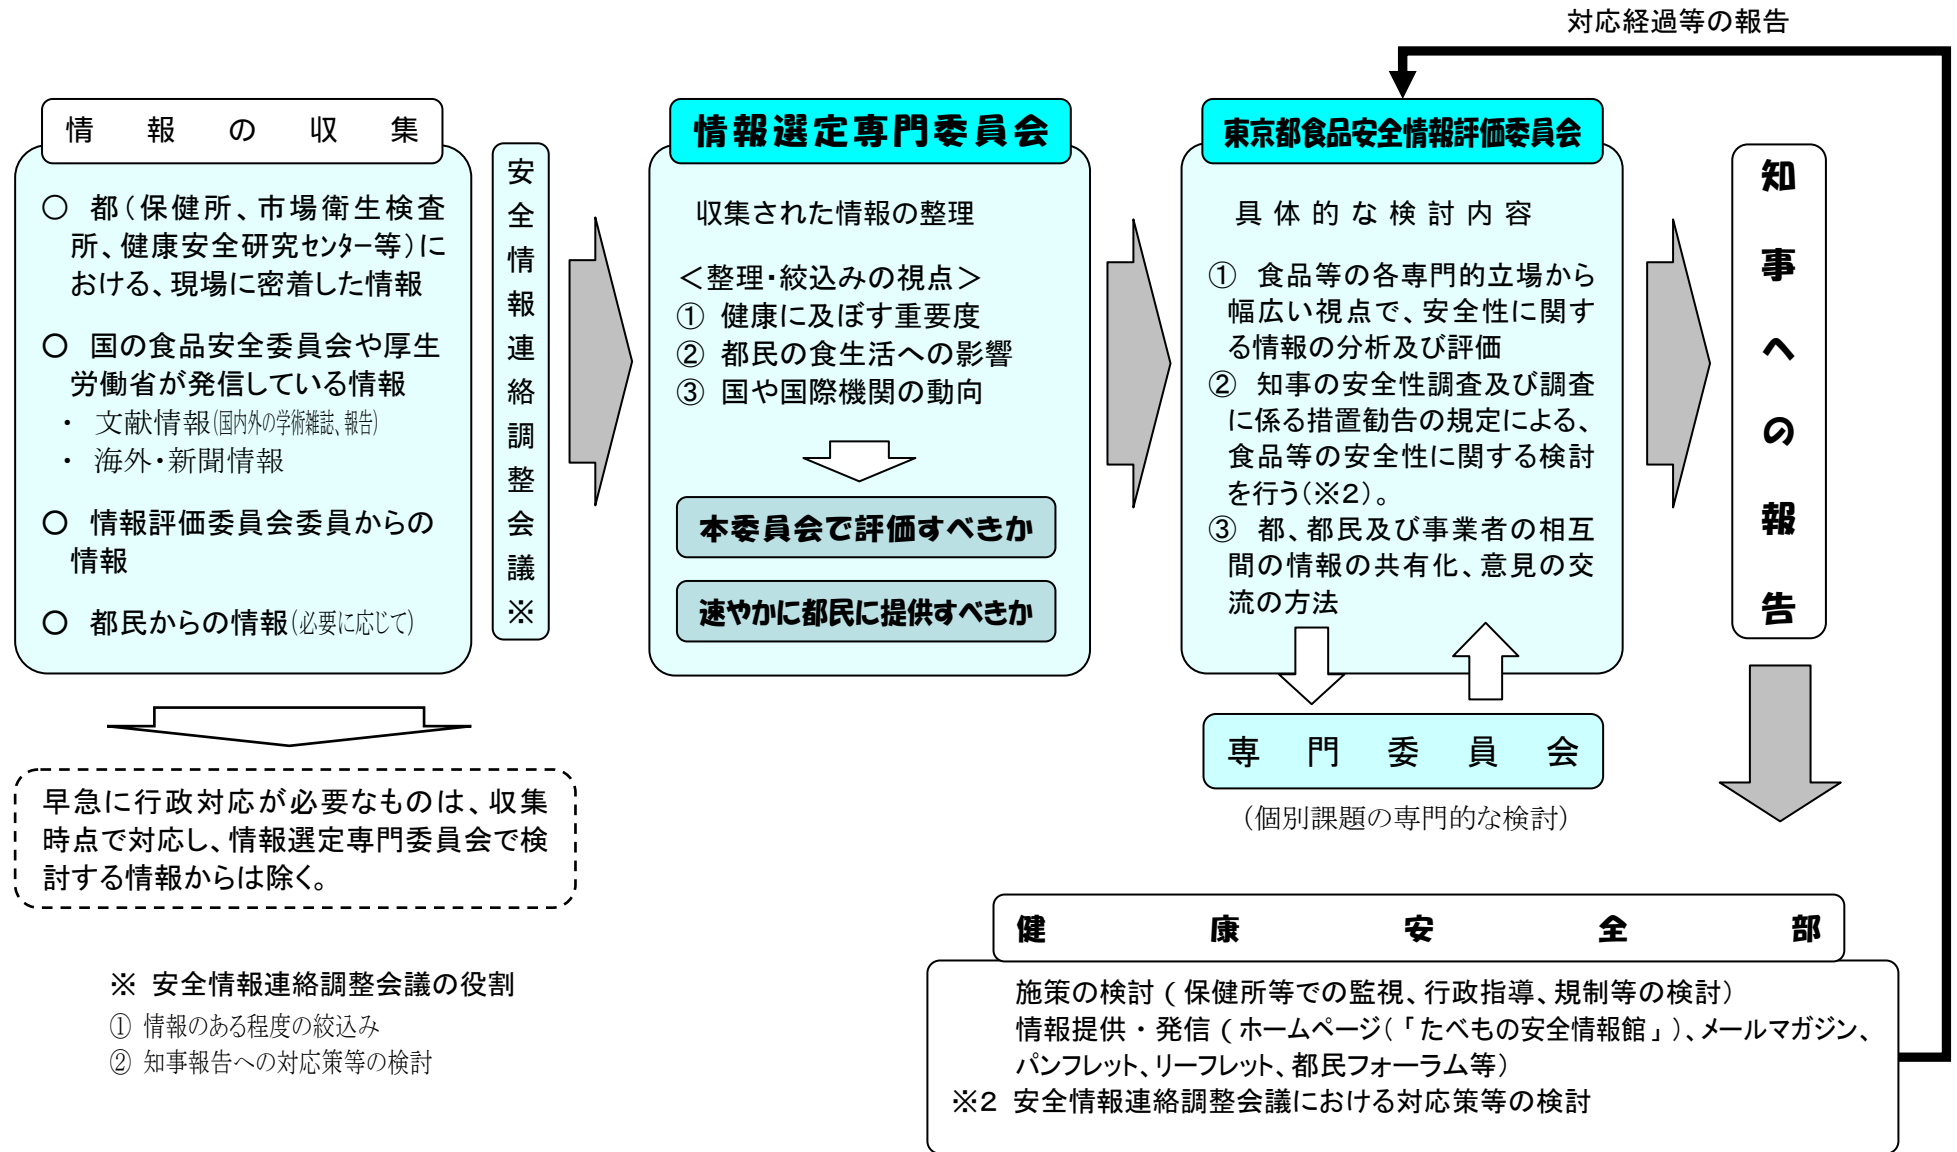 対応経過等の報告
情報の収集
○ 都(保健所、市場衛生検査
所、健康安全研究センター等)に
おける、現場に密着した情報
○ 国の食品安全委員会や厚生
労働省が発信している情報
・ 文献情報(国内外の学術雑誌、報告)
・ 海外・新聞情報
○ 情報評価委員会委員からの
情報
○ 都民からの情報(必要に応じて)
安全情報連絡調整会議※
情報選定専門委員会
収集された情報の整理
<整理・絞込みの視点>
① 健康に及ぼす重要度
② 都民の食生活への影響
③ 国や国際機関の動向
本委員会で評価すべきか
速やかに都民に提供すべきか
東京都食品安全情報評価委員会
具体的な検討内容
① 食品等の各専門的立場から
幅広い視点で、安全性に関す
る情報の分析及び評価
② 知事の安全性調査及び調査
に係る措置勧告の規定による、
食品等の安全性に関する検討
を行う(※2)。
③ 都、都民及び事業者の相互
間の情報の共有化、意見の交
流の方法
専門委員会
(個別課題の専門的な検討)
知事への報告
早急に行政対応が必要なものは、収集
時点で対応し、情報選定専門委員会で検
討する情報からは除く。
※ 安全情報連絡調整会議の役割
① 情報のある程度の絞込み
② 知事報告への対応策等の検討
健康安全部
施策の検討(保健所等での監視、行政指導、規制等の検討)
情報提供・発信(ホームページ(「たべもの安全情報館」)、メールマガジン、
パンフレット、リーフレット、都民フォーラム等)
※2 安全情報連絡調整会議における対応策等の検討